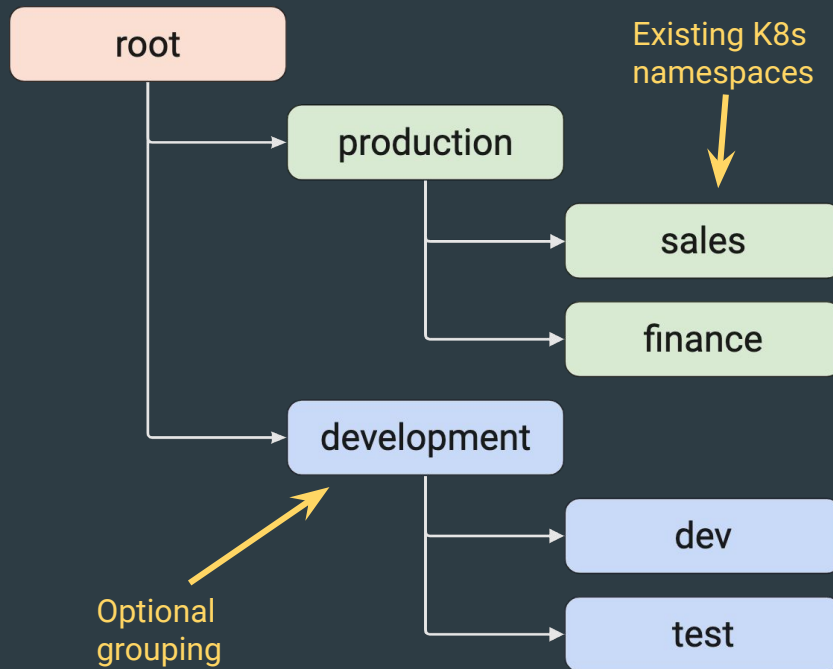 root
Existing K8s
namespaces
production
sales
finance
development
dev
Optional
grouping
test